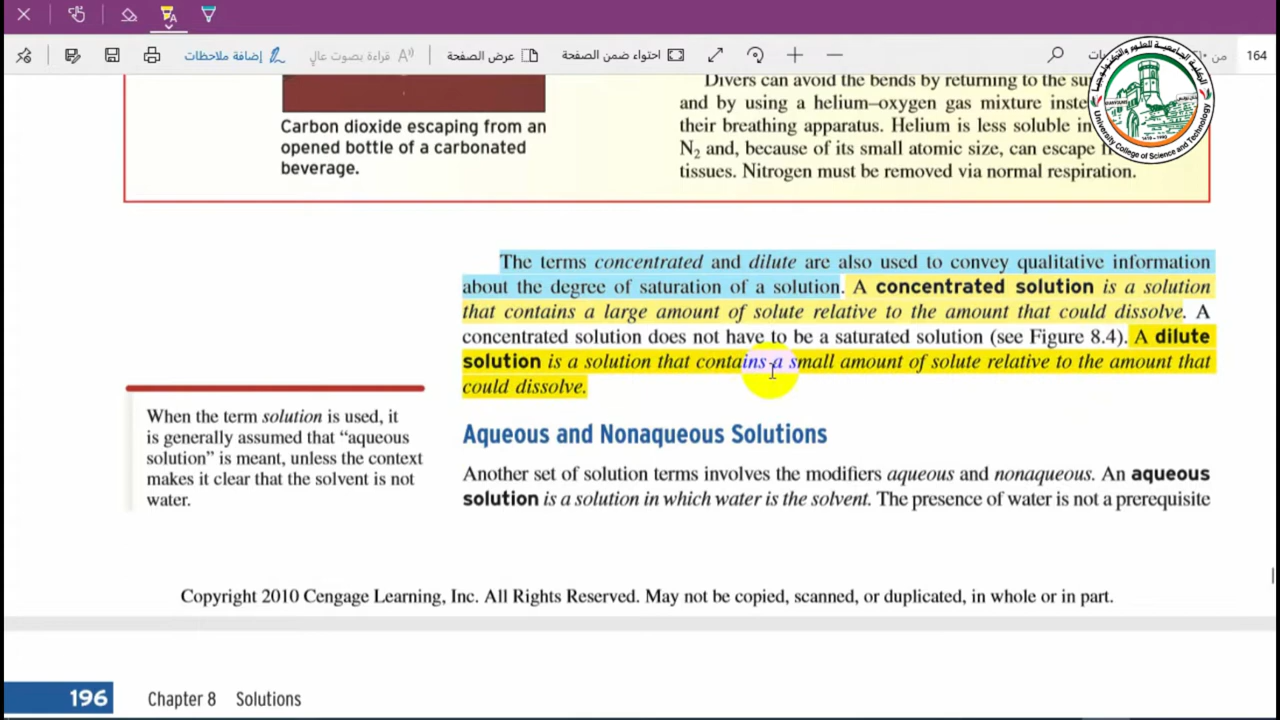 إضافة ملاحظات
قراءة بصوت عالٍ
عرض الصفحة
احتواء ضمن الصفحة
من
164
الكلية الجامعية للعلوم والتكنولوجيا
University College of Science and Technology
Divers can avoid the bends by returning to the
and by using a helium–oxygen gas mixture
their breathing apparatus. Helium is less soluble in
N2 and, because of its small atomic size, can escape
tissues. Nitrogen must be removed via normal respiration.
Carbon dioxide escaping from an
opened bottle of a carbonated
beverage.
The terms concentrated and dilute are also used to convey qualitative information
about the degree of saturation of a solution. A concentrated solution is a solution
that contains a large amount of solute relative to the amount that could dissolve. A
concentrated solution does not have to be a saturated solution (see Figure 8.4). A dilute
solution is a solution that contains a small amount of solute relative to the amount that
could dissolve.
When the term solution is used, it
is generally assumed that “aqueous
solution” is meant, unless the context
makes it clear that the solvent is not
water.
Aqueous and Nonaqueous Solutions
Another set of solution terms involves the modifiers aqueous and nonaqueous. An aqueous
solution is a solution in which water is the solvent. The presence of water is not a prerequisite
Copyright 2010 Cengage Learning, Inc. All Rights Reserved. May not be copied, scanned, or duplicated, in whole or in part.
196 Chapter 8 Solutions